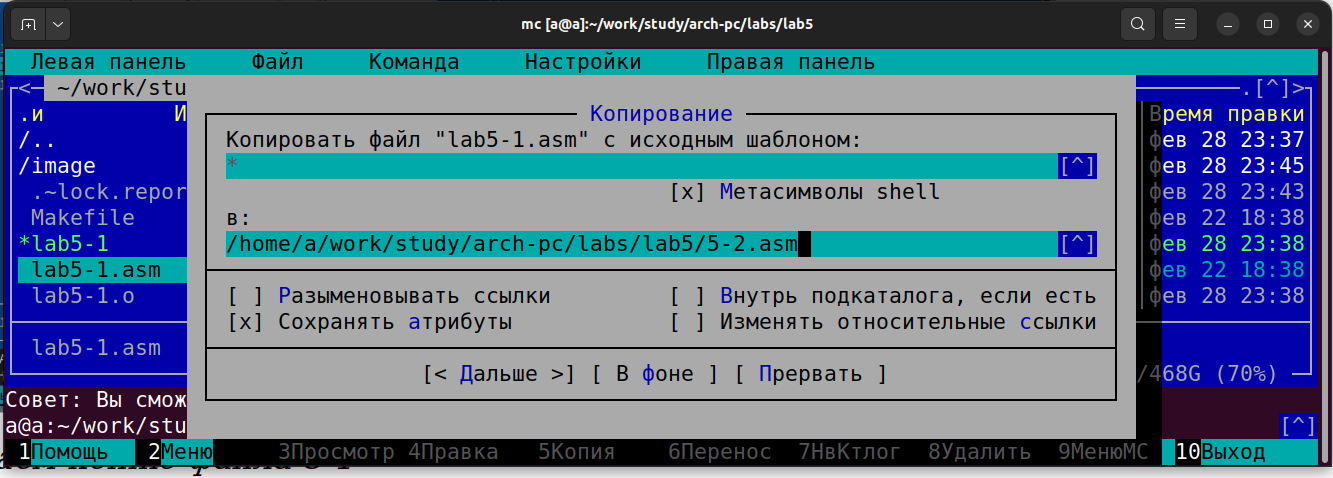 mc [a@a]:~/work/study/arch-pc/labs/lab5
Левая панель Файл Команда Настройки Правая панель
<─ ~/work/stu .[^]>
.и И Время правки
Копирование
/.. фев 28 23:37
Копировать файл "lab5-1.asm" с исходным шаблоном:
/image фев 28 23:45
* [^]
.~lock.repor фев 28 23:43
[x] Метасимволы shell
Makefile фев 22 18:38
в:
*lab5-1 фев 28 23:38
/home/a/work/study/arch-pc/labs/lab5/5-2.asm [^]
lab5-1.asm фев 22 18:38
lab5-1.o фев 28 23:38
[ ] Разыменовывать ссылки [ ] Внутрь подкаталога, если есть
[x] Сохранять атрибуты [ ] Изменять относительные ссылки
lab5-1.asm
[< Дальше >] [ В фоне ] [ Прервать ]
/468G (70%)
Совет: Вы смож
a@a:~/work/stu [^]
1Помощь 2Меню 3Просмотр 4Правка 5Копия 6Перенос 7НвКтлог 8Удалить 9МенюMC 10Выход